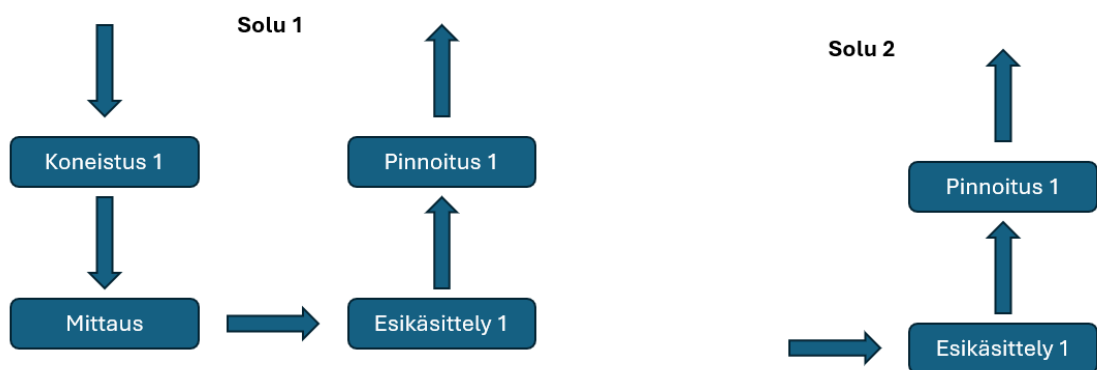 Solu 1
Koneistus 1
Pinnoitus 1
Mittaus
Esikäsittely 1
Solu 2
Pinnoitus 1
Esikäsittely 1